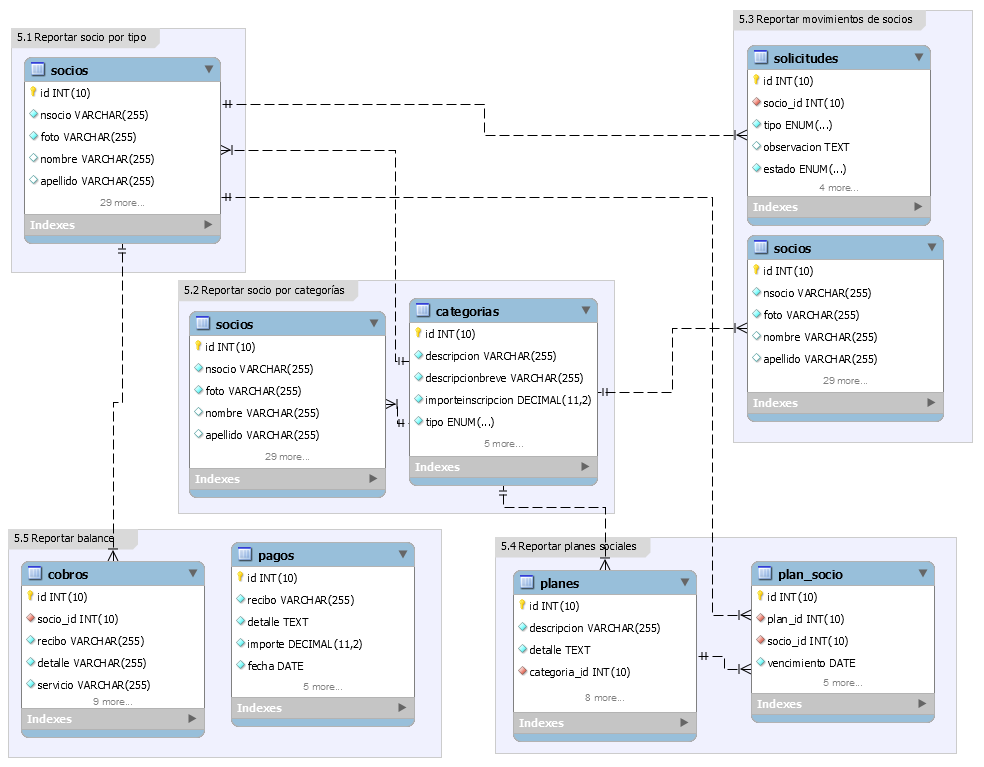 5.1 Reportar socio por tipo
socios
id INT(10)
nsocio VARCHAR(255)
foto VARCHAR(255)
nombre VARCHAR(255)
apellido VARCHAR(255)
29 more...
Indexes
5.3 Reportar movimientos de socios
solicitudes
id INT(10)
socio_id INT(10)
tipo ENUM(...)
observacion TEXT
estado ENUM(...)
4 more...
Indexes
socios
id INT(10)
nsocio VARCHAR(255)
foto VARCHAR(255)
nombre VARCHAR(255)
apellido VARCHAR(255)
29 more...
Indexes
5.2 Reportar socio por categorías
socios
id INT(10)
nsocio VARCHAR(255)
foto VARCHAR(255)
nombre VARCHAR(255)
apellido VARCHAR(255)
29 more...
Indexes
categorias
id INT(10)
descripcion VARCHAR(255)
descripcionbreve VARCHAR(255)
importeinscripcion DECIMAL(11,2)
tipo ENUM(...)
5 more...
Indexes
5.5 Reportar balance
cobros
id INT(10)
socio_id INT(10)
recibo VARCHAR(255)
detalle VARCHAR(255)
servicio VARCHAR(255)
9 more...
Indexes
pagos
id INT(10)
recibo VARCHAR(255)
detalle TEXT
importe DECIMAL(11,2)
fecha DATE
5 more...
Indexes
5.4 Reportar planes sociales
planes
id INT(10)
descripcion VARCHAR(255)
detalle TEXT
categoria_id INT(10)
8 more...
Indexes
plan_socio
id INT(10)
plan_id INT(10)
socio_id INT(10)
vencimiento DATE
5 more...
Indexes